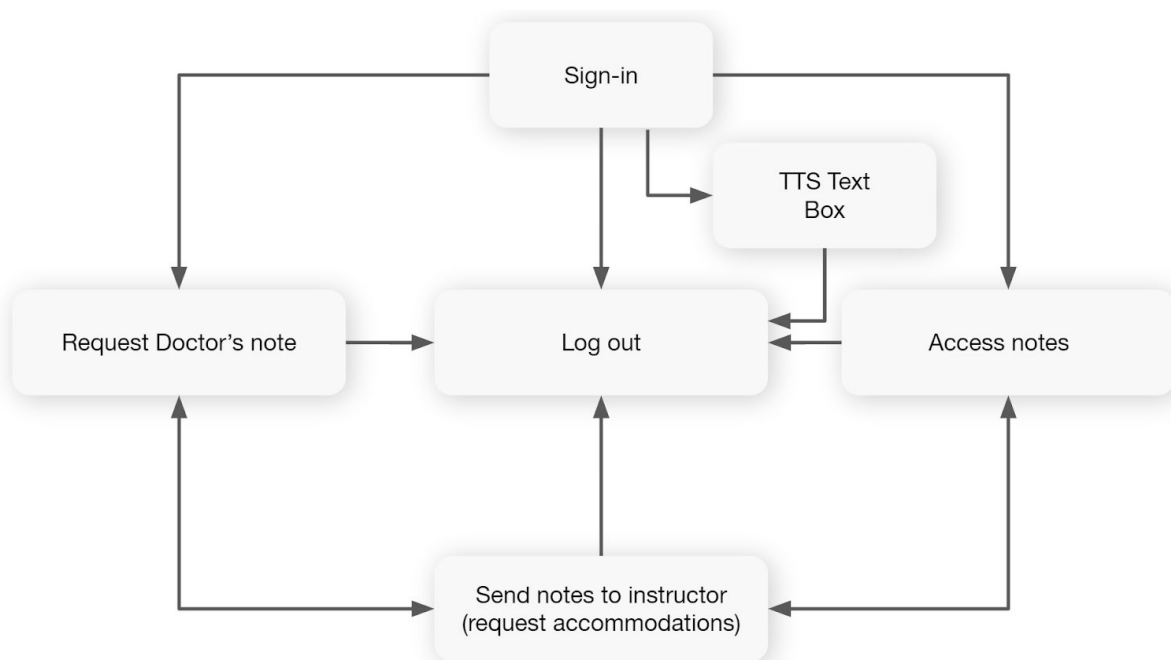 Sign-in
TTS Text
Box
Request Doctor’s note
Log out
Access notes
Send notes to instructor
(request accommodations)